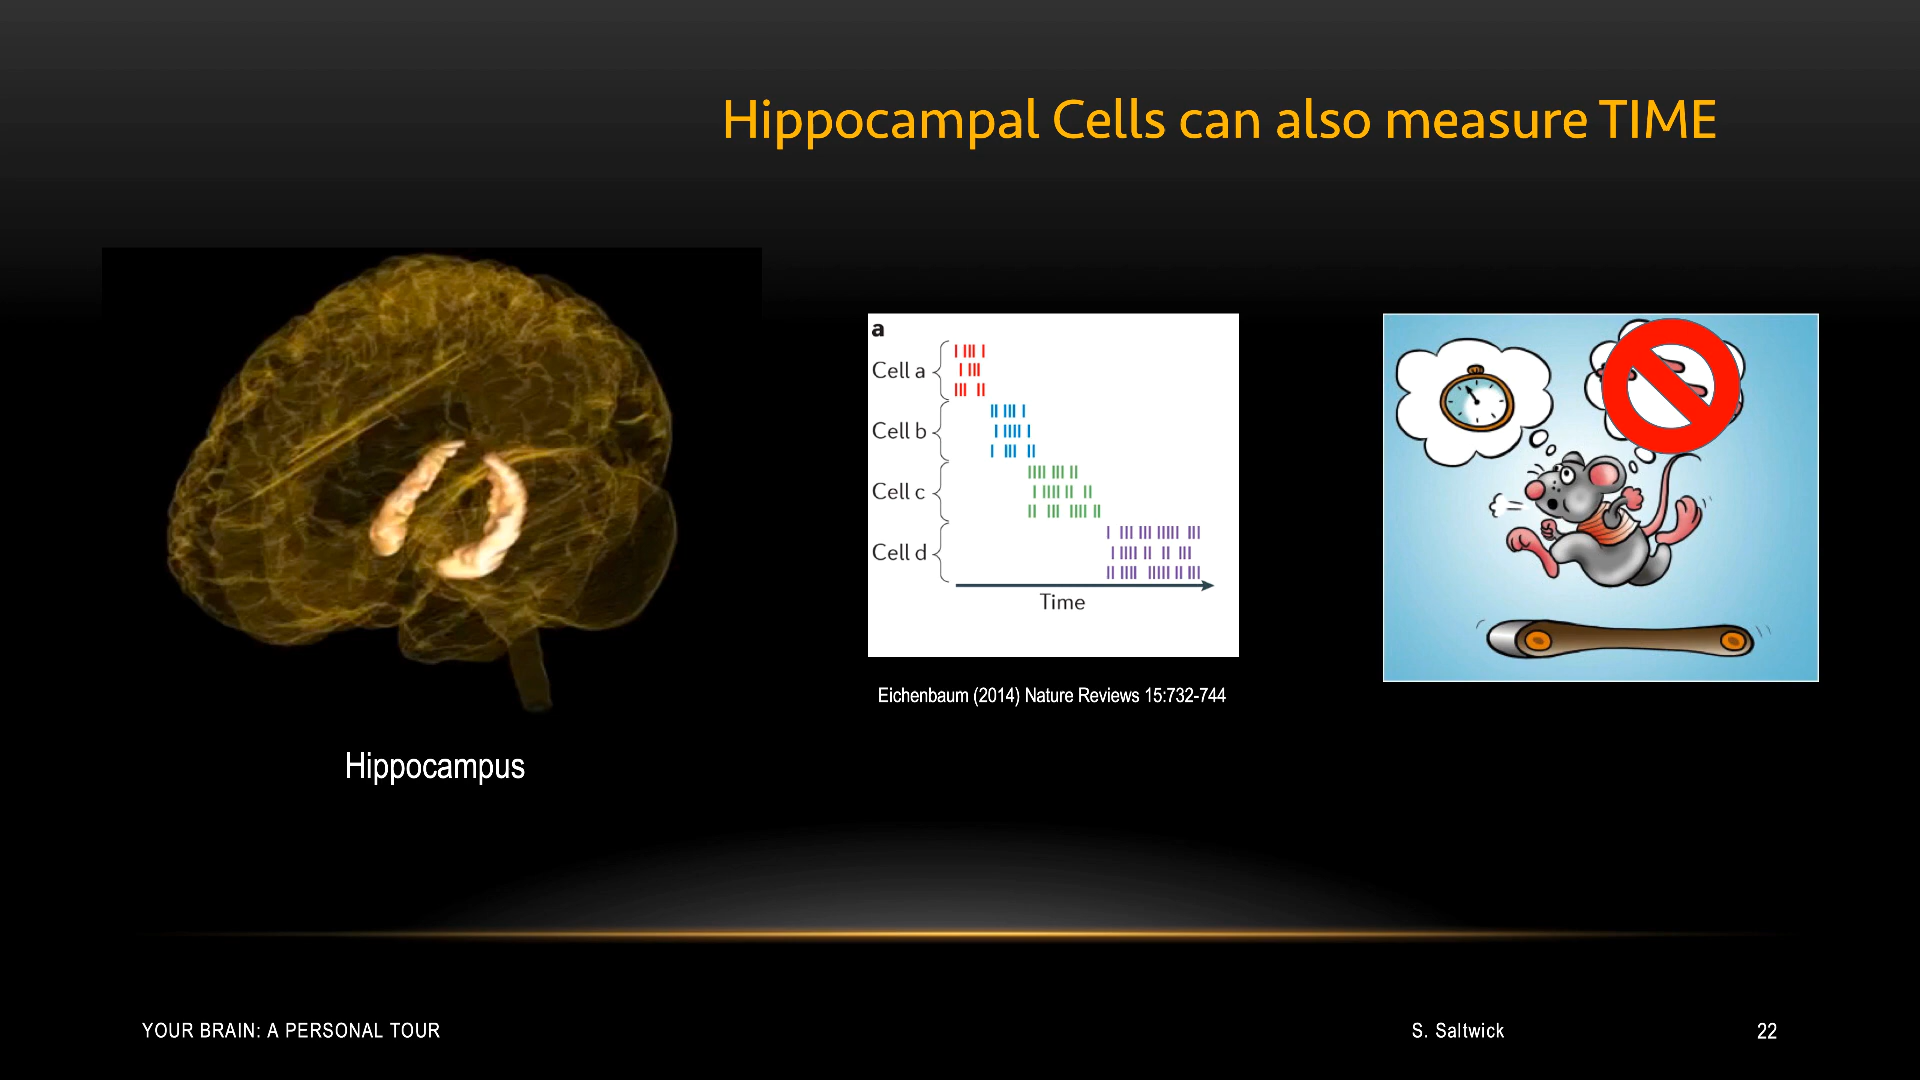 Hippocampal Cells can also measure TIME
a
Cell a
Cell b
Cell c
Cell d
Time
Eichenbaum (2014) Nature Reviews 15:732-744
Hippocampus
YOUR BRAIN: A PERSONAL TOUR
S. Saltwick
22